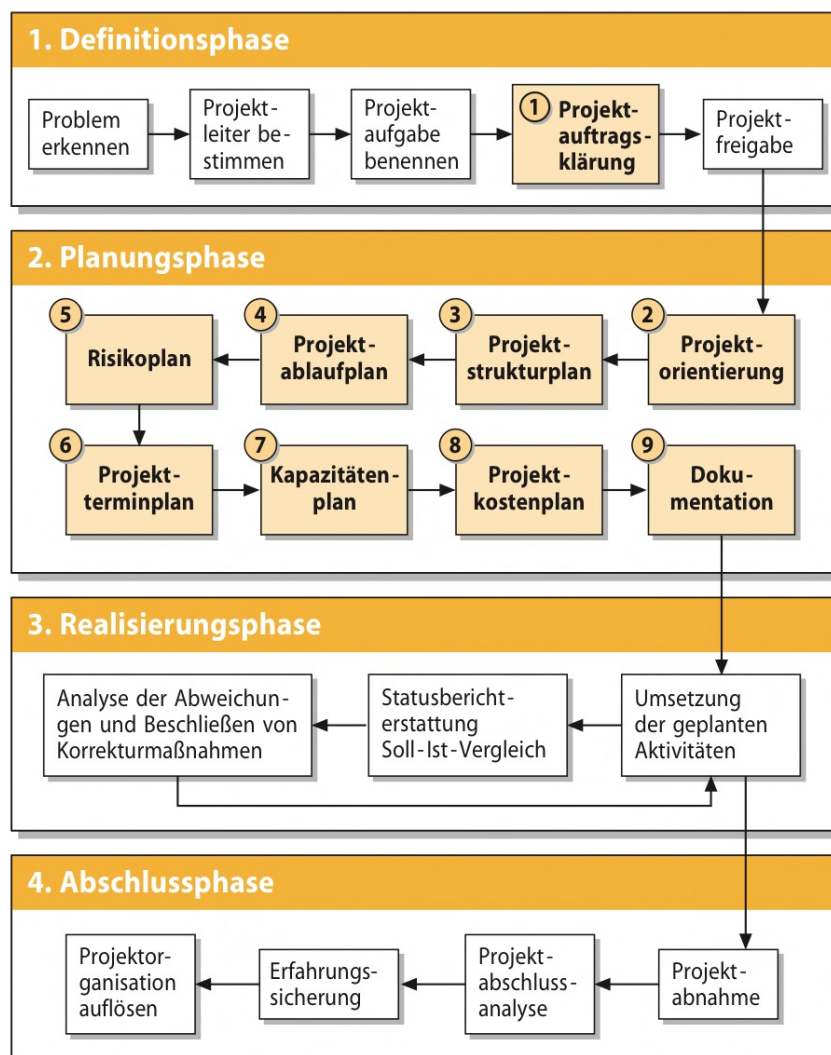 1. Definitionsphase
Problem
erkennen
Projekt-
leiter be-
stimmen
Projekt-
aufgabe
benennen
1
Projekt-
auftrags-
klärung
Projekt-
freigabe
2. Planungsphase
5
Risikoplan
4
Projekt-
ablaufplan
3
Projekt-
strukturplan
2
Projekt-
orientierung
6
Projekt-
terminplan
7
Kapazitäten-
plan
8
Projekt-
kostenplan
9
Doku-
mentation
3. Realisierungsphase
Analyse der Abweichun-
gen und Beschließen von
Korrekturmaßnahmen
Statusbericht-
erstattung
Soll-Ist-Vergleich
Umsetzung
der geplanten
Aktivitäten
4. Abschlussphase
Projektor-
ganisation
auflösen
Erfahrungs-
sicherung
Projekt-
abschluss-
analyse
Projekt-
abnahme